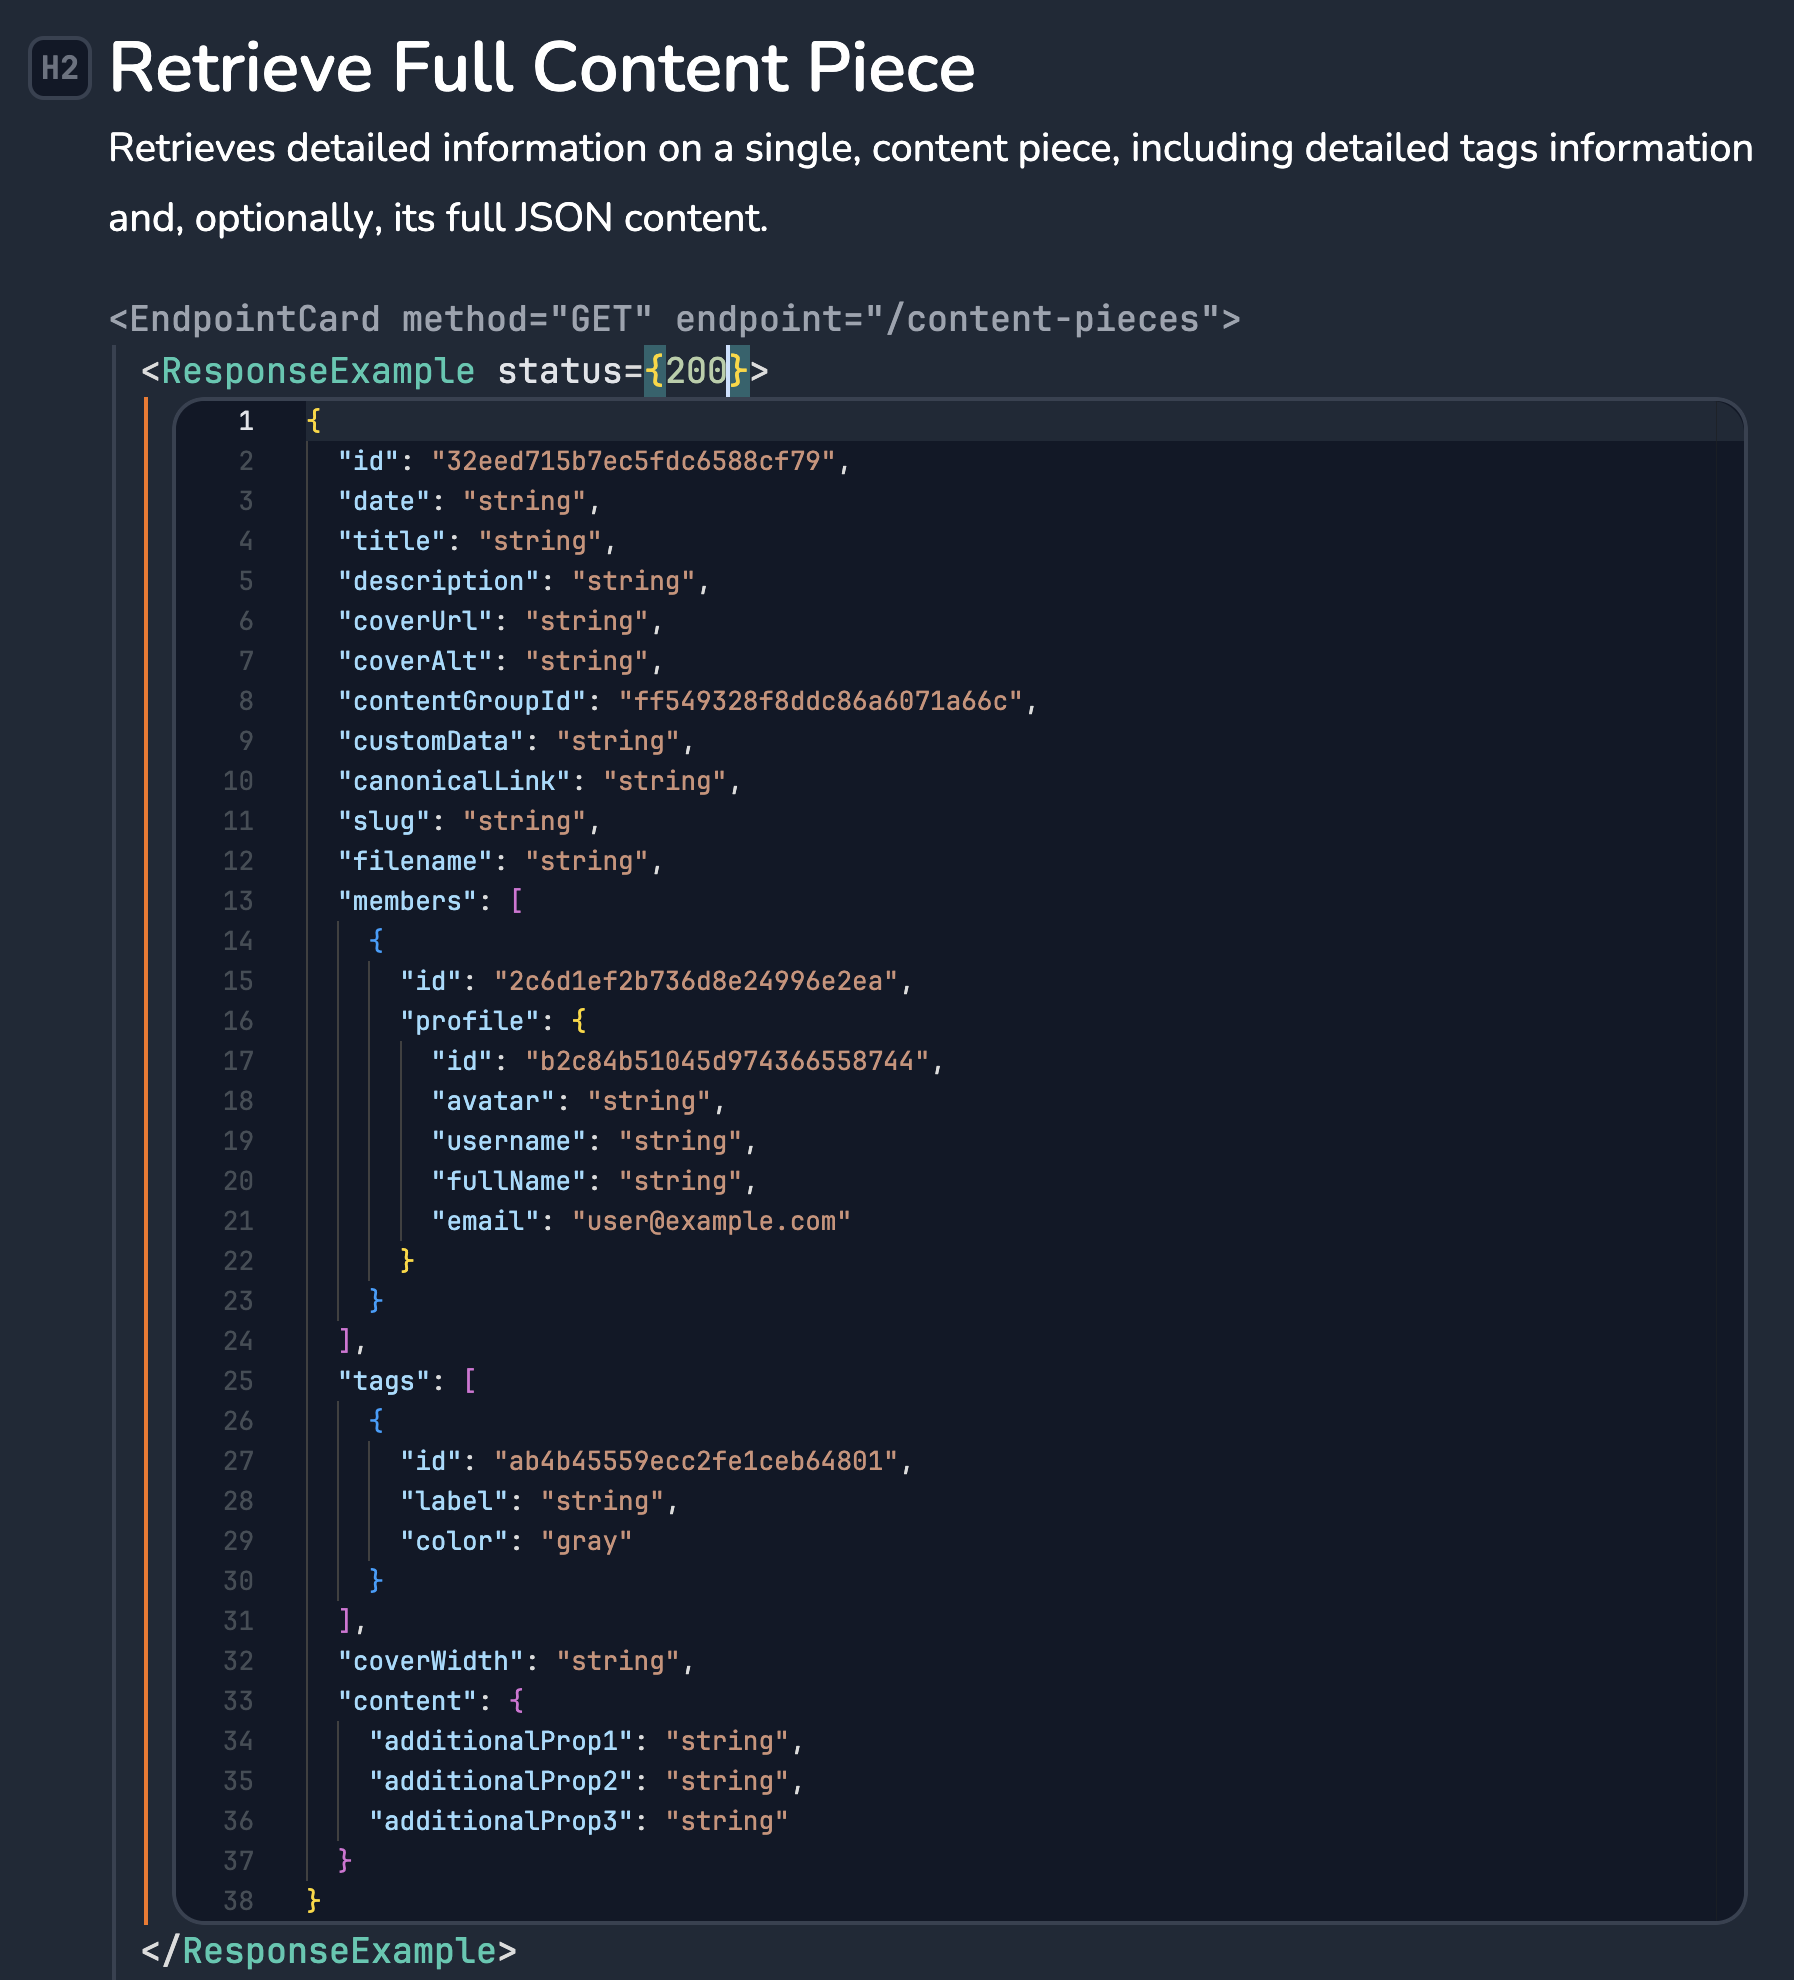 H2 Retrieve Full Content Piece
Retrieves detailed information on a single, content piece, including detailed tags information
and, optionally, its full JSON content.
<EndpointCard method="GET" endpoint="/content-pieces">
<ResponseExample status={200}>
1 {
2 "id": "32eed715b7ec5fdc6588cf79",
3 "date": "string",
4 "title": "string",
5 "description": "string",
6 "coverUrl": "string",
7 "coverAlt": "string",
8 "contentGroupId": "ff549328f8ddc86a6071a66c",
9 "customData": "string",
10 "canonicalLink": "string",
11 "slug": "string",
12 "filename": "string",
13 "members": [
14 {
15 "id": "2c6d1ef2b736d8e24996e2ea",
16 "profile": {
17 "id": "b2c84b51045d974366558744",
18 "avatar": "string",
19 "username": "string",
20 "fullName": "string",
21 "email": "user@example.com"
22 }
23 }
24 ],
25 "tags": [
26 {
27 "id": "ab4b45559ecc2fe1ceb64801",
28 "label": "string",
29 "color": "gray"
30 }
31 ],
32 "coverWidth": "string",
33 "content": {
34 "additionalProp1": "string",
35 "additionalProp2": "string",
36 "additionalProp3": "string"
37 }
38 }
</ResponseExample>